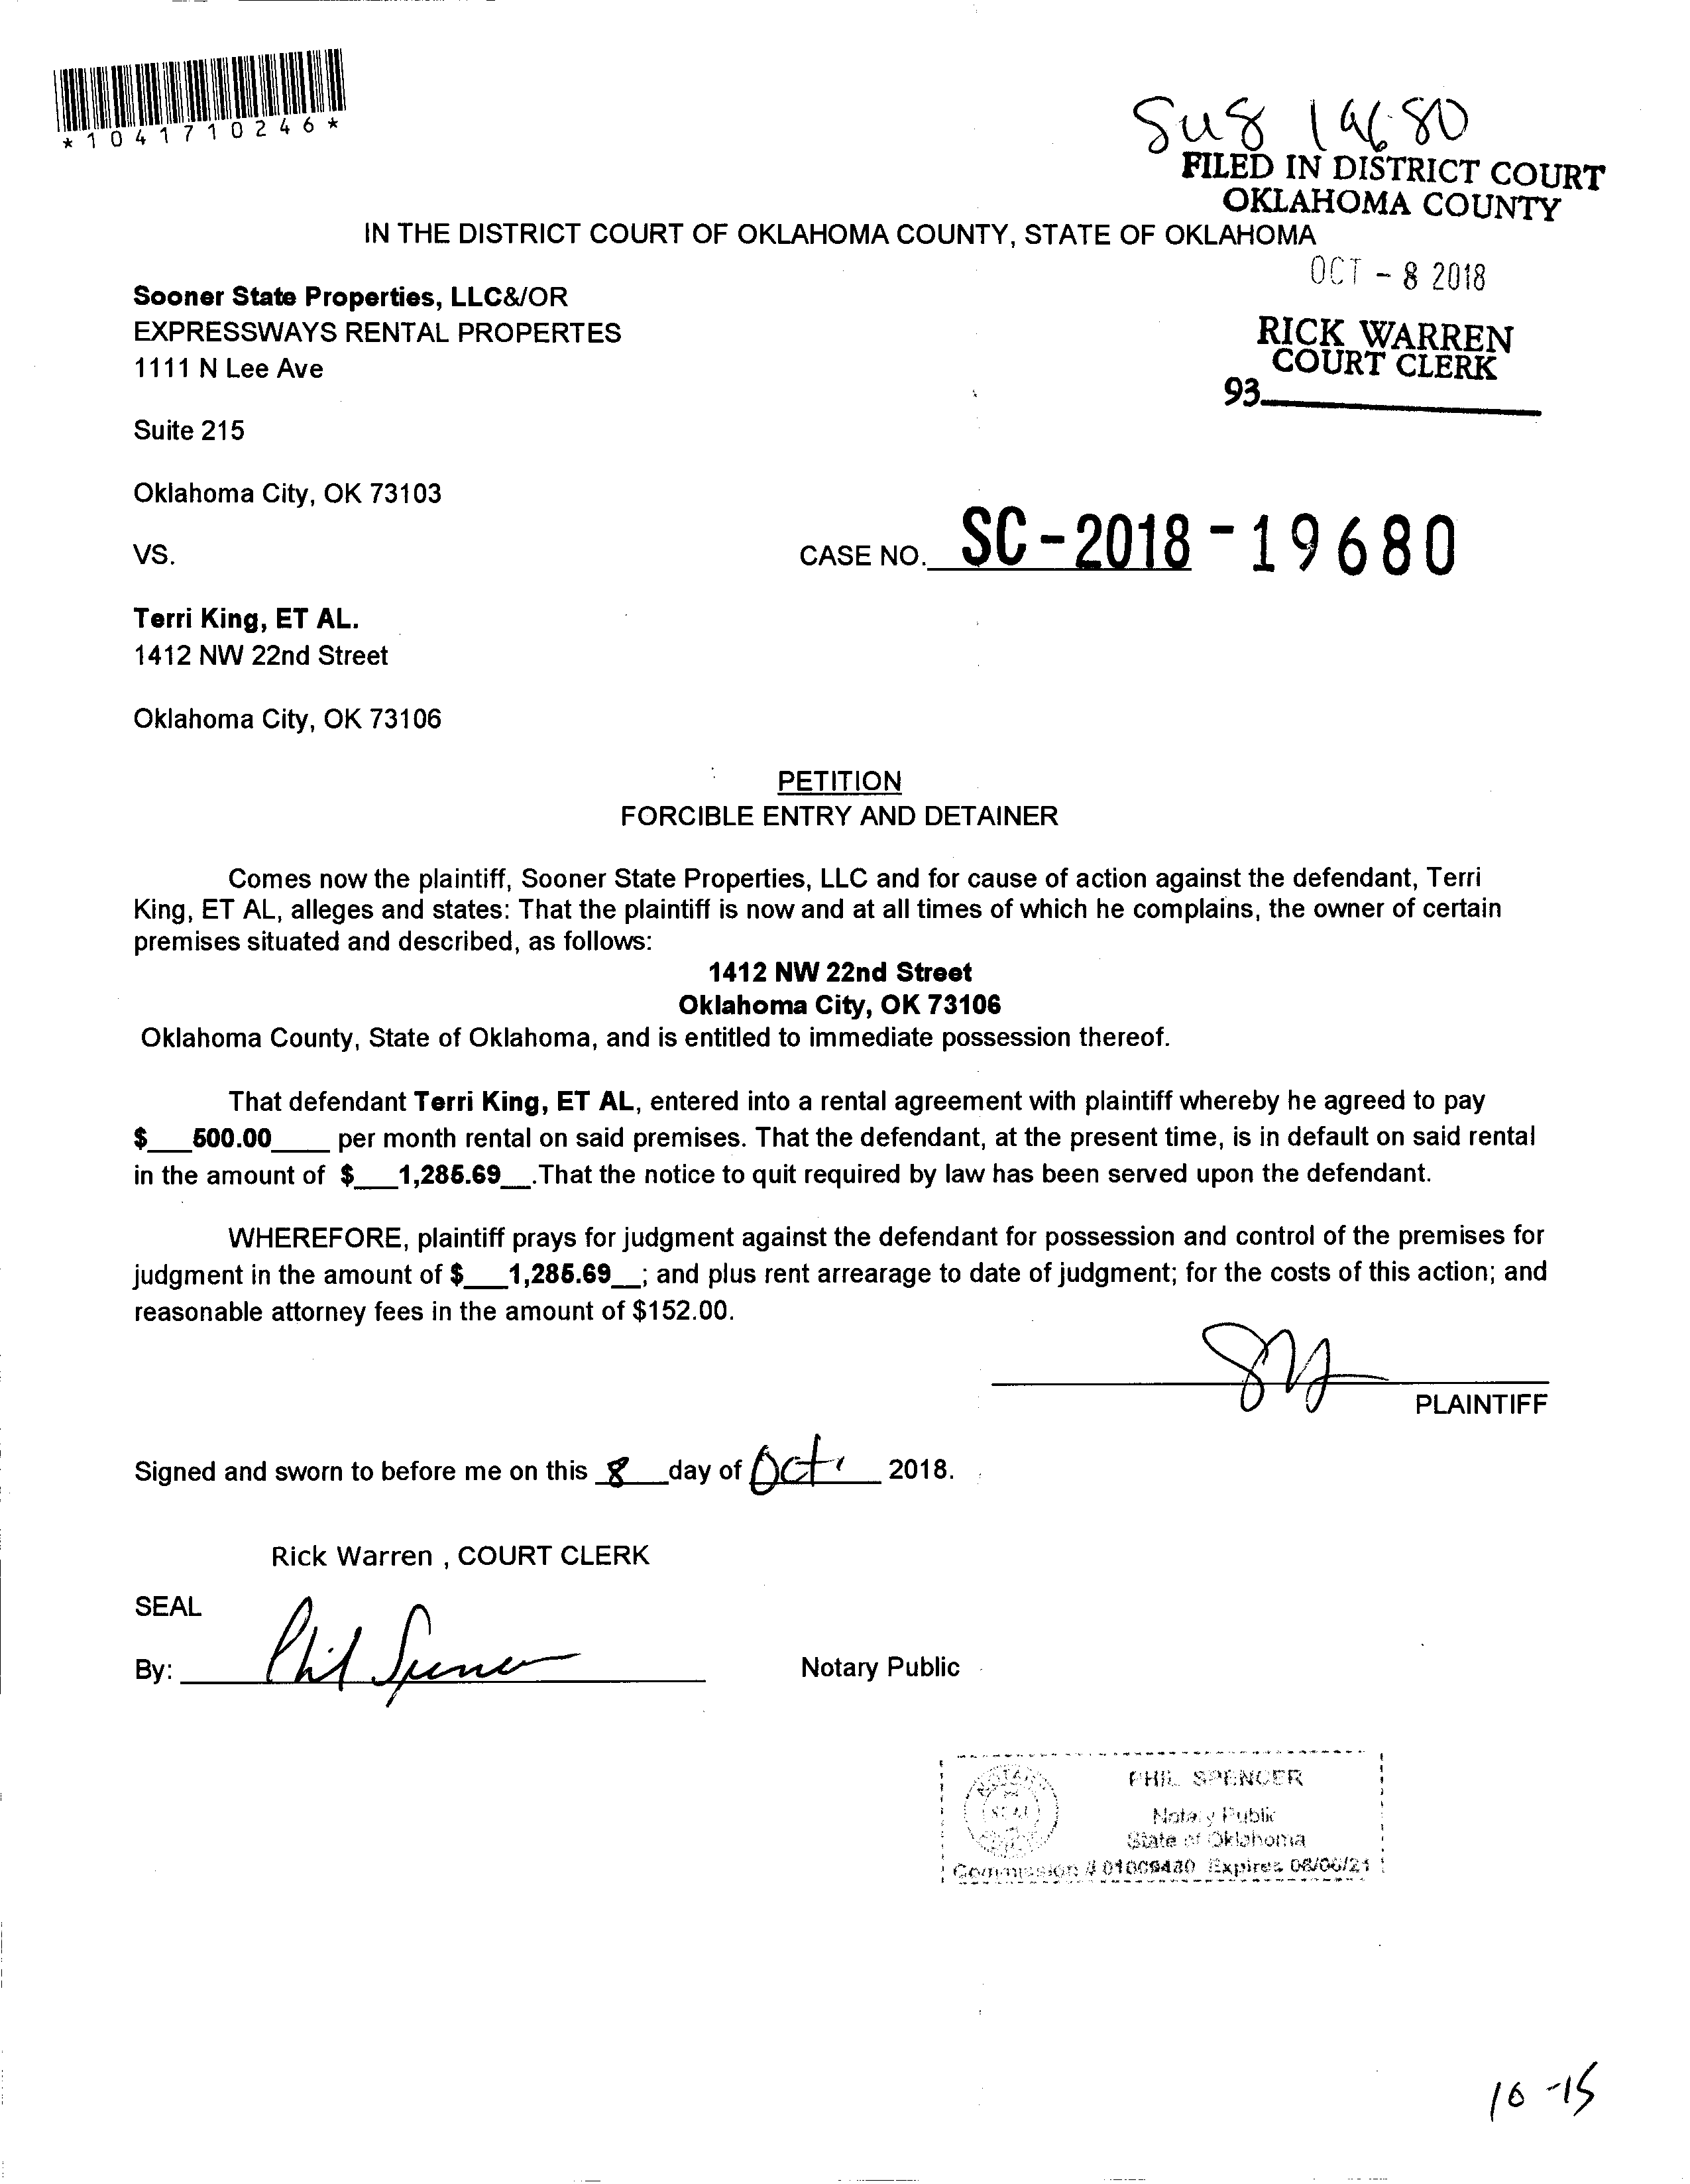 *1041710246*
FILED IN DISTRICT COURT
OKLAHOMA COUNTY
IN THE DISTRICT COURT OF OKLAHOMA COUNTY, STATE OF OKLAHOMA
OCT - 8 2018
Sooner State Properties, LLC&/OR
EXPRESSWAYS RENTAL PROPERTES
1111 N Lee Ave
RICK WARREN
COURT CLERK
93
Suite 215
Oklahoma City, OK 73103
VS.
CASE NO. SC-2018-19680
Terri King, ET AL.
1412 NW 22nd Street
Oklahoma City, OK 73106
PETITION
FORCIBLE ENTRY AND DETAINER
Comes now the plaintiff, Sooner State Properties, LLC and for cause of action against the defendant, Terri
King, ET AL, alleges and states: That the plaintiff is now and at all times of which he complains, the owner of certain
premises situated and described, as follows:
1412 NW 22nd Street
Oklahoma City, OK 73106
Oklahoma County, State of Oklahoma, and is entitled to immediate possession thereof.
That defendant Terri King, ET AL, entered into a rental agreement with plaintiff whereby he agreed to pay
$___500.00____ per month rental on said premises. That the defendant, at the present time, is in default on said rental
in the amount of $___1,285.69__.That the notice to quit required by law has been served upon the defendant.
WHEREFORE, plaintiff prays for judgment against the defendant for possession and control of the premises for
judgment in the amount of $___1,285.69__; and plus rent arrearage to date of judgment; for the costs of this action; and
reasonable attorney fees in the amount of $152.00.
PLAINTIFF
Signed and sworn to before me on this 8 day of Oct 2018.
Rick Warren , COURT CLERK
SEAL
By: Phil Spencer
Notary Public
PHIL SPENCER
Notary Public
State of Oklahoma
Commission # 01009480 Expires 06/06/21
10-15